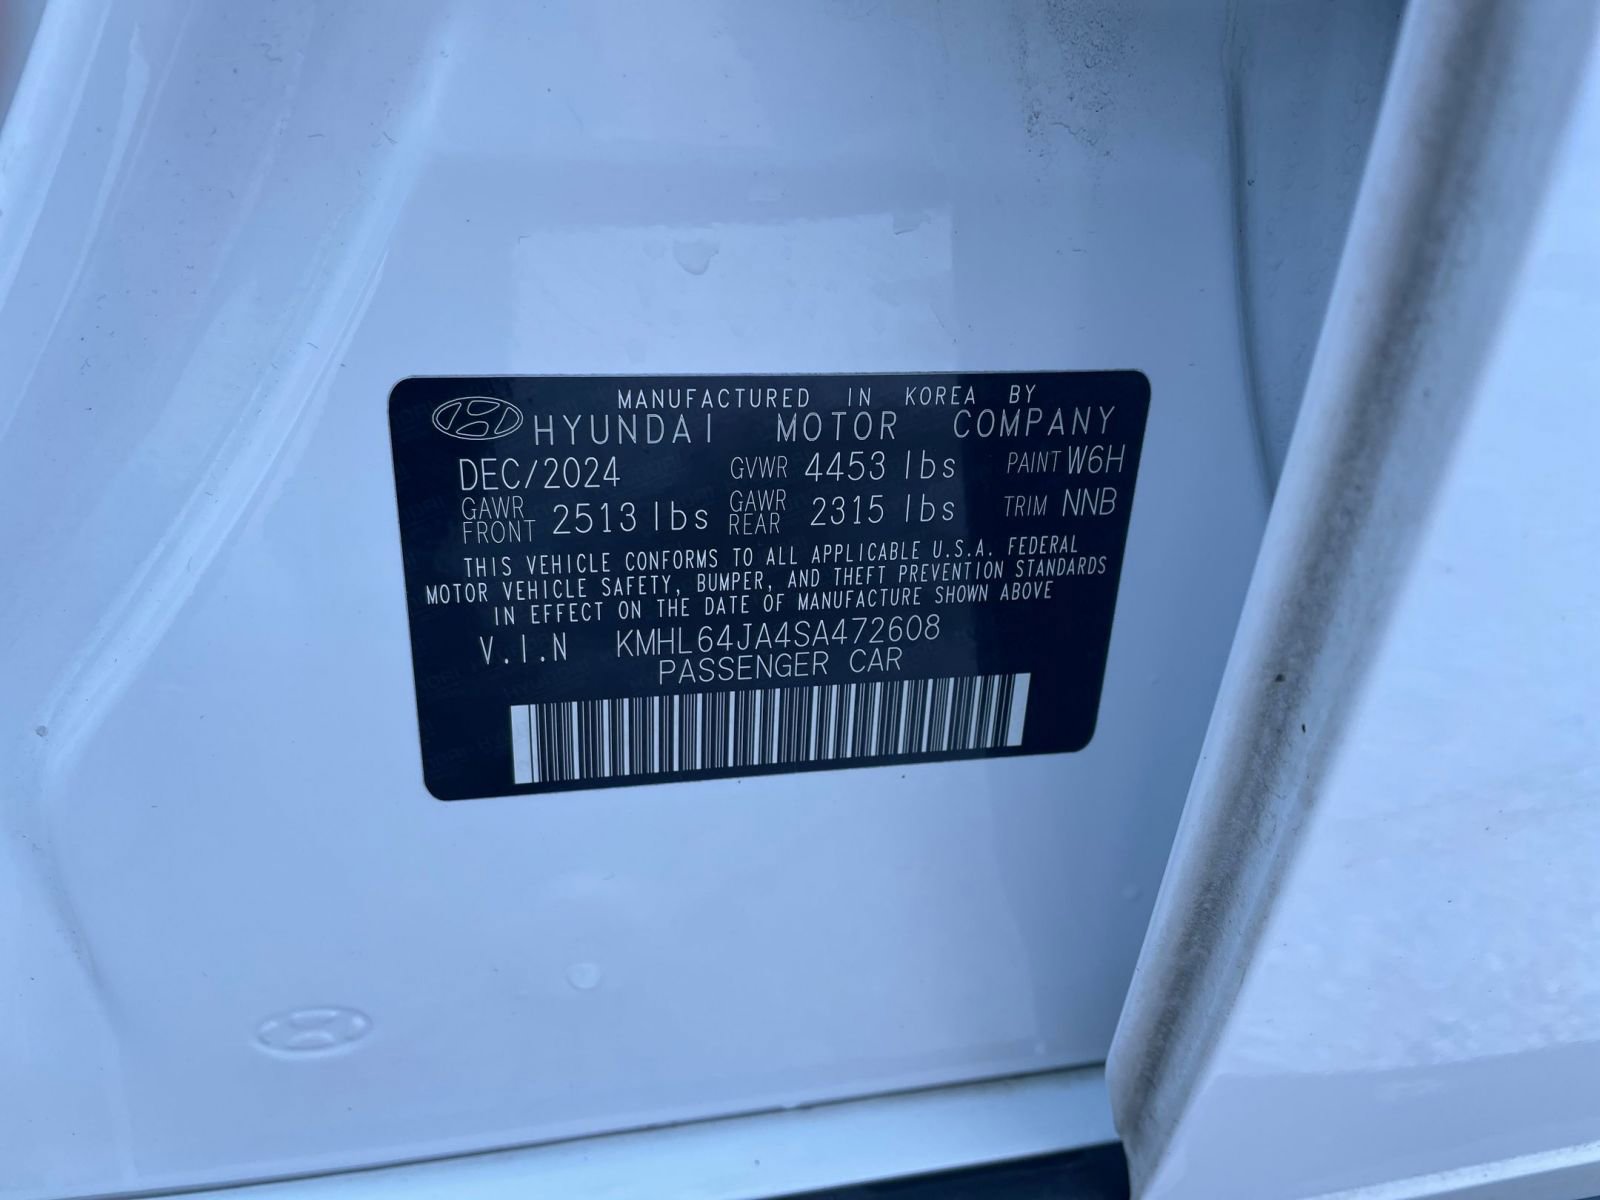 MANUFACTURED IN KOREA BY
HYUNDAI MOTOR COMPANY
DEC/2024 GVWR 4453 lbs PAINT W6H
GAWR FRONT 2513 lbs GAWR REAR 2315 lbs TRIM NNB
THIS VEHICLE CONFORMS TO ALL APPLICABLE U.S.A. FEDERAL
MOTOR VEHICLE SAFETY, BUMPER, AND THEFT PREVENTION STANDARDS
IN EFFECT ON THE DATE OF MANUFACTURE SHOWN ABOVE
V.I.N KMHL64JA4SA472608
PASSENGER CAR